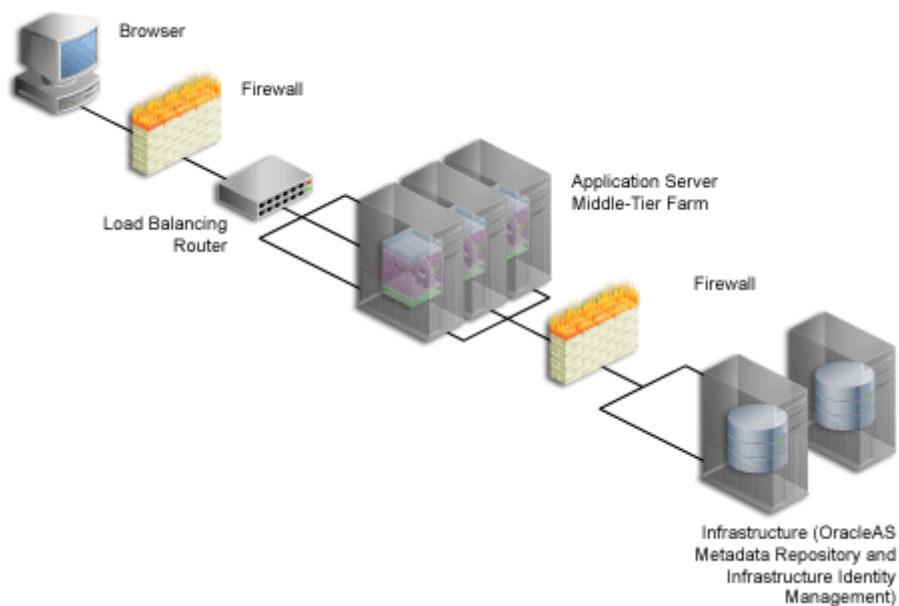 Browser
Firewall
Load Balancing
Router
Application Server
Middle-Tier Farm
Firewall
Infrastructure (OracleAS
Metadata Repository and
Infrastructure Identity
Management)